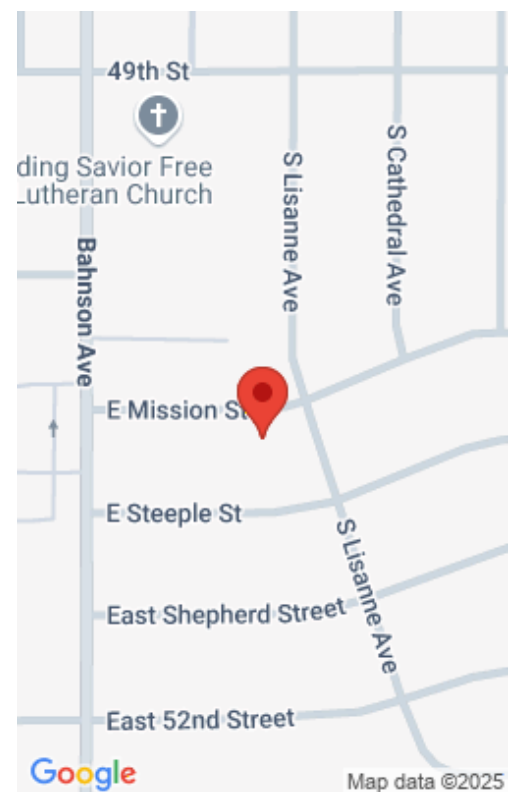 49th St
ding Savior Free
Lutheran Church
S Lisanne Ave
S Cathedral Ave
Bahnson Ave
E Mission St
E Steeple St
S Lisanne Ave
East Shepherd Street
East 52nd Street
Google
Map data ©2025